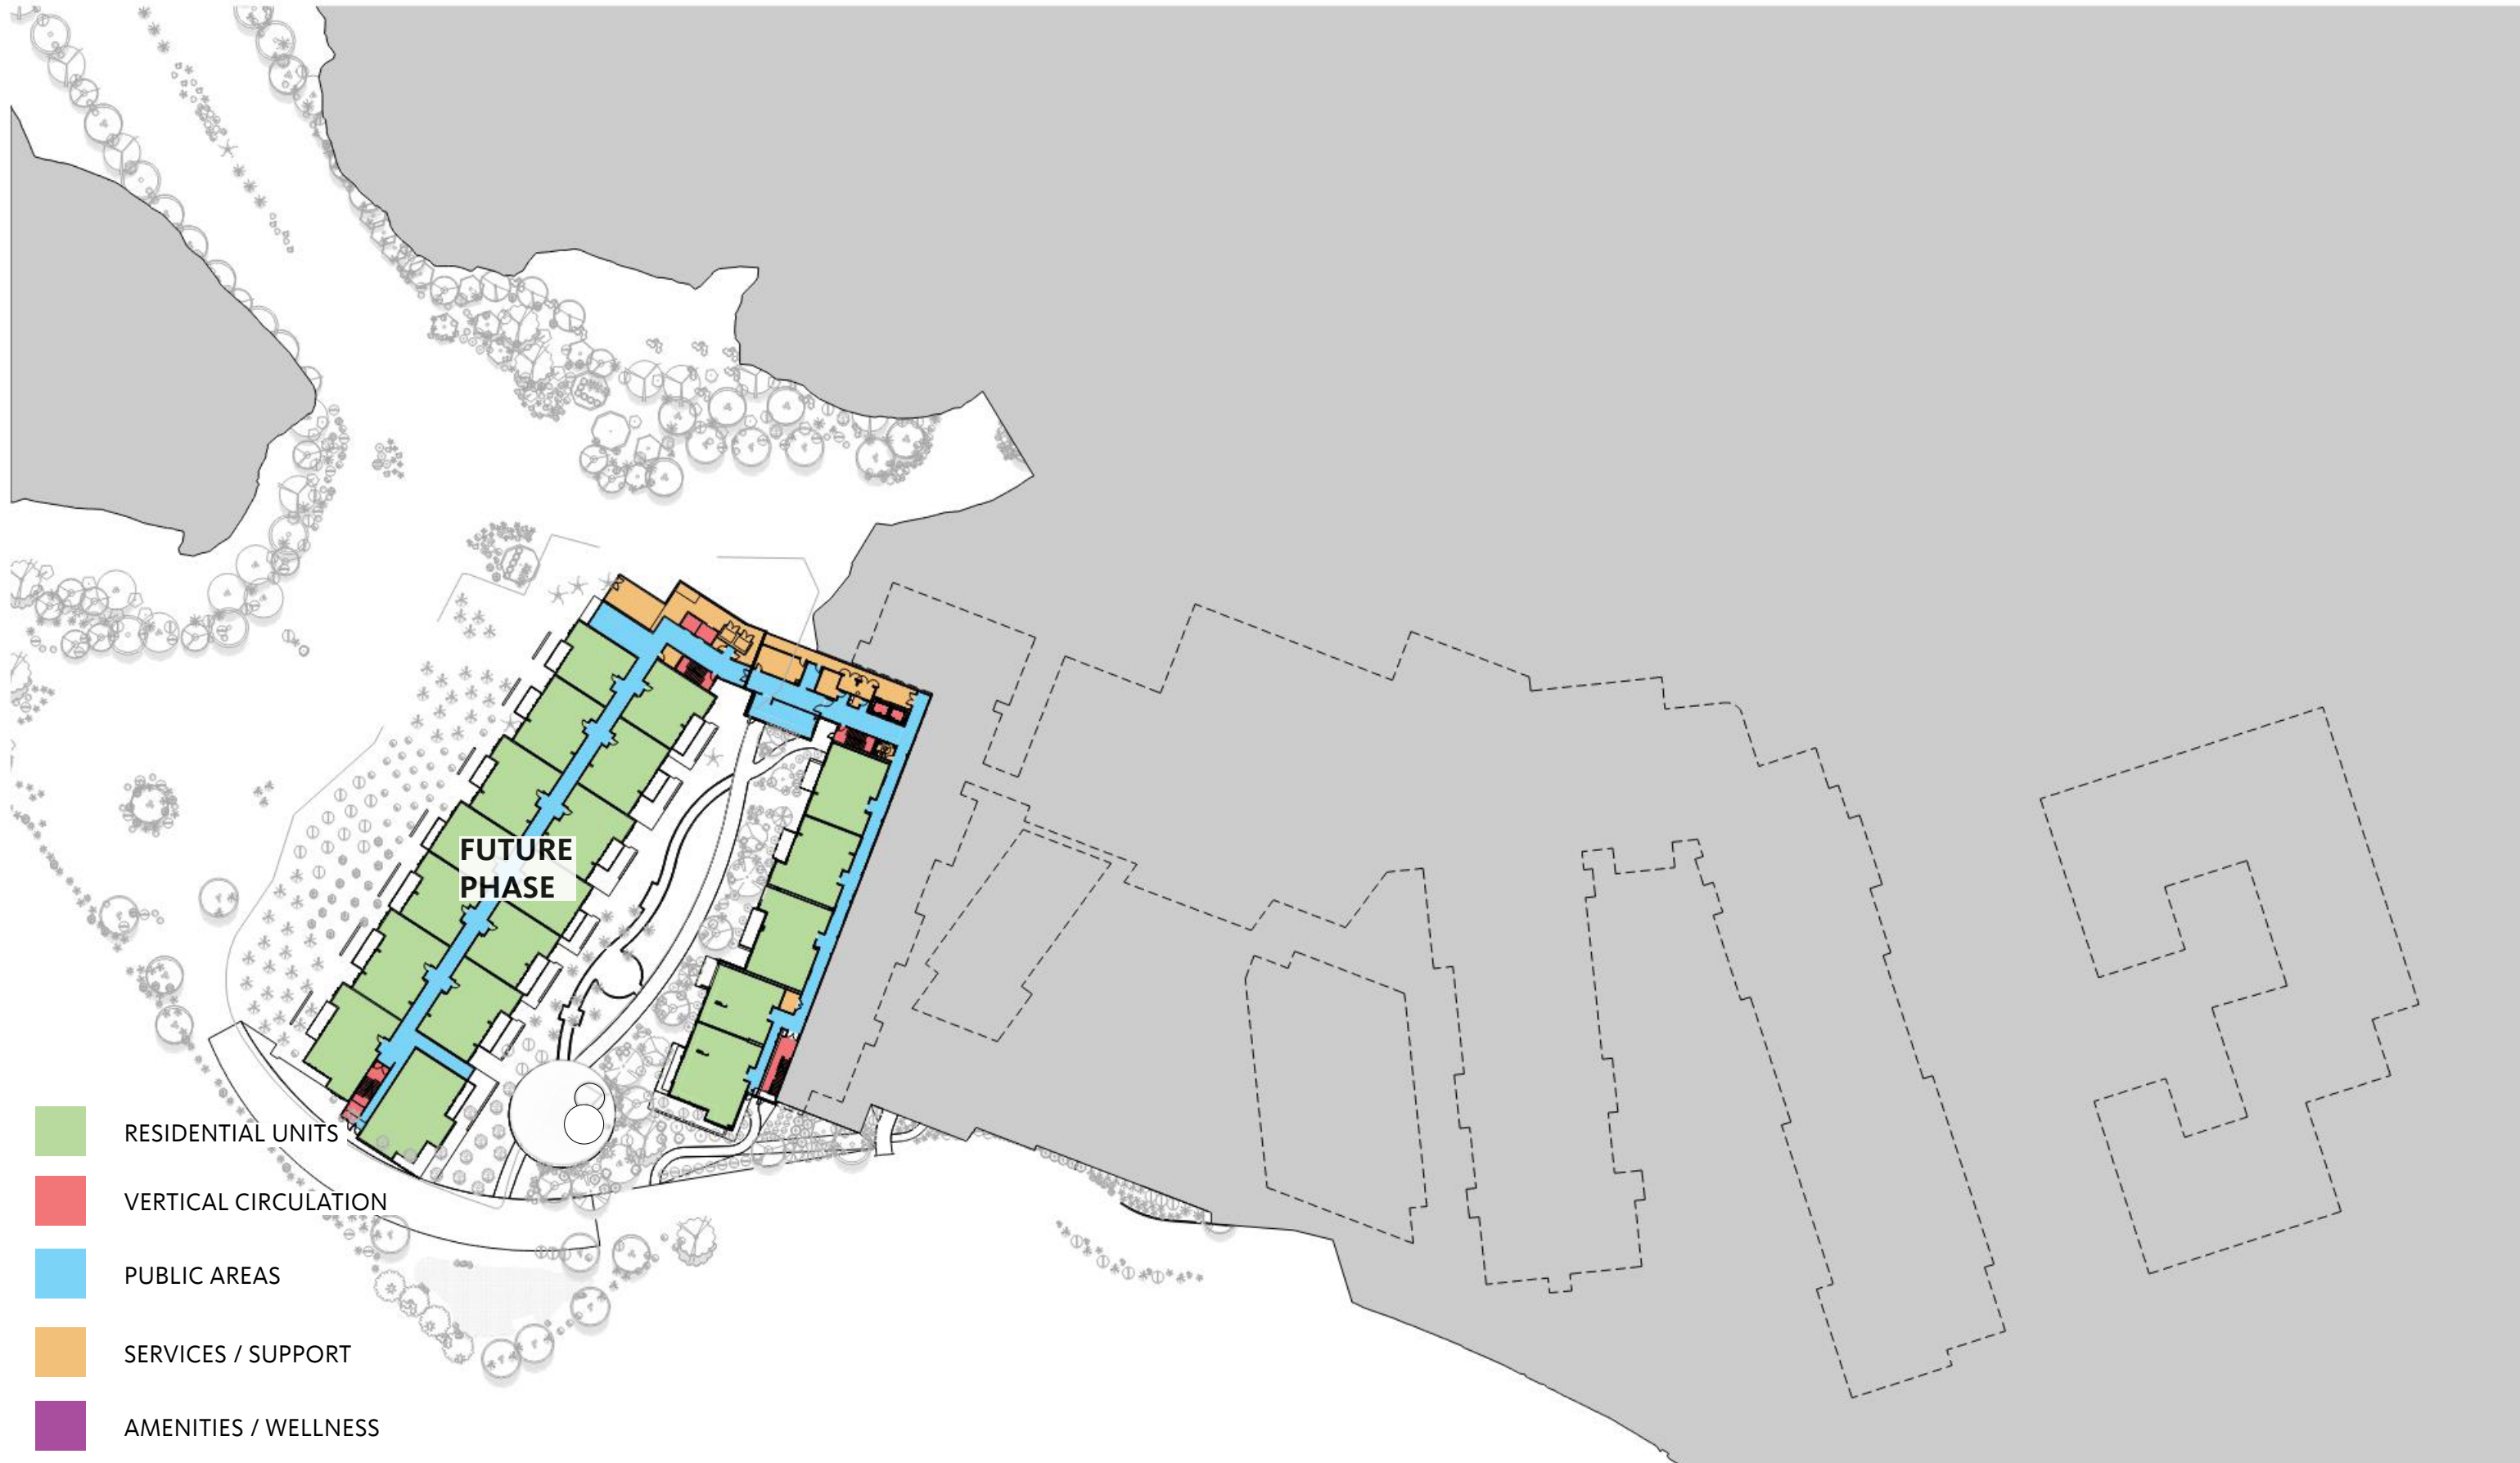 FUTURE
PHASE
RESIDENTIAL UNITS
VERTICAL CIRCULATION
PUBLIC AREAS
SERVICES / SUPPORT
AMENITIES / WELLNESS